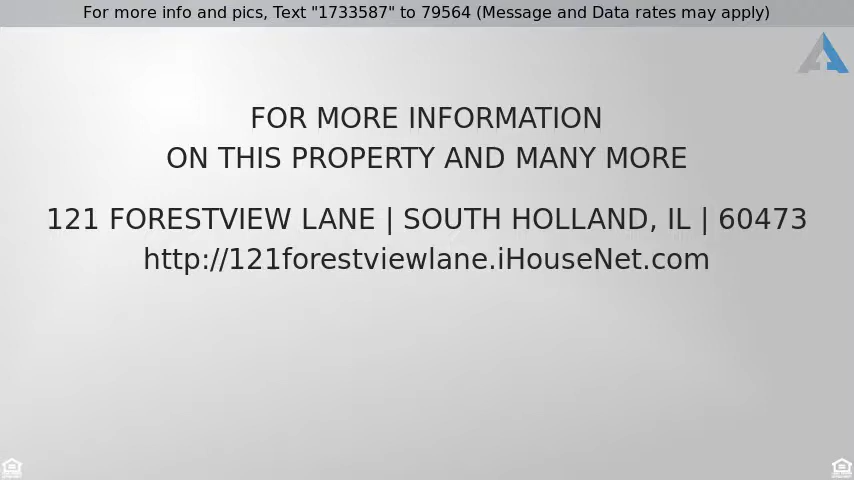 For more info and pics, Text "1733587" to 79564 (Message and Data rates may apply)
FOR MORE INFORMATION
ON THIS PROPERTY AND MANY MORE
121 FORESTVIEW LANE | SOUTH HOLLAND, IL | 60473
http://121forestviewlane.iHouseNet.com